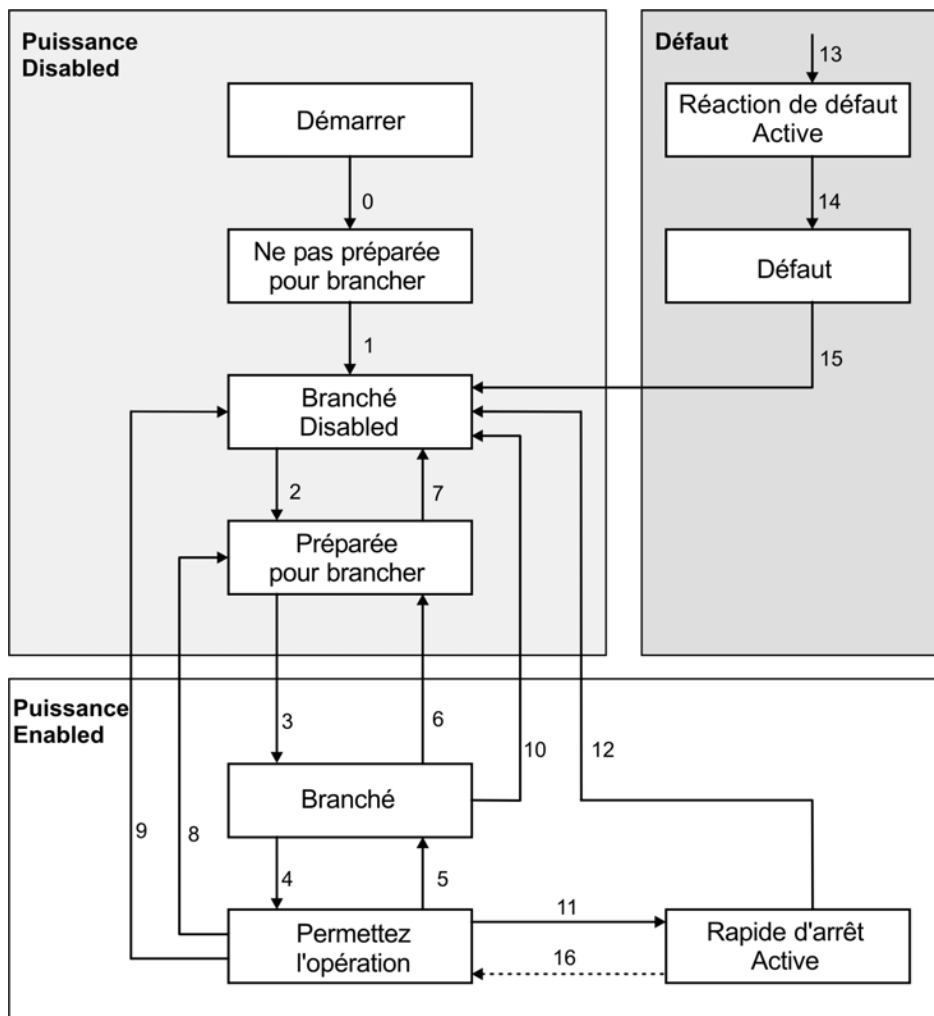 Puissance
Disabled
Démarrer
0
Ne pas préparée
pour brancher
1
Branché
Disabled
2
7
Préparée
pour brancher
Défaut
13
Réaction de défaut
Active
14
Défaut
15
Puissance
Enabled
3
6
10
12
Branché
9
8
4
5
Permettez
l'opération
11
16
Rapide d'arrêt
Active